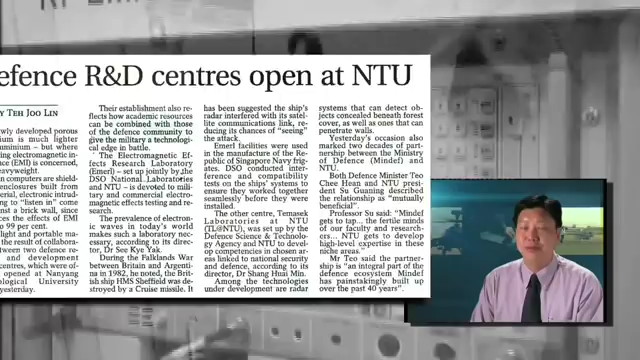 efence R&D centres open at NTU
Y TEH JOO LIN
wly developed porous
ium is much lighter
uminium – but where
ing electromagnetic in-
ce (EMI) is concerned,
eavyweight.
n computers are shield-
enclosures built from
erial, electronic intrud-
ng to "listen in" come
inst a brick wall, since
ces the effects of EMI
o 99 per cent.
light and portable ma-
the result of collabora-
tween two defence re-
and development
centres, which were of-
opened at Nanyang
ological University
yesterday.
Their establishment also re-
flects how academic resources
can be combined with those
of the defence community to
give the military a technologi-
cal edge in battle.
The Electromagnetic Ef-
fects Research Laboratory
(Emerl) – set up jointly by the
DSO National Laboratories
and NTU – is devoted to mili-
tary and commercial electro-
magnetic effects testing and re-
search.
The prevalence of electro-
magnetic waves in today's world
makes such a laboratory nec-
essary, according to its direc-
tor, Dr See Kye Yak.
During the Falklands War
between Britain and Argenti-
na in 1982, he noted, the Brit-
ish ship HMS Sheffield was de-
stroyed by a Cruise missile. It
has been suggested the ship's
radar interfered with its satel-
lite communications link, re-
ducing its chances of "seeing"
the attack.
Emerl facilities were used
in the manufacture of the Re-
public of Singapore Navy frig-
ates. DSO conducted inter-
ference and compatibility
tests on the ships' systems to
ensure they worked together
seamlessly before they were
installed.
The other centre, Temasek
Laboratories at NTU
(TL@NTU), was set up by the
Defence Science & Technolo-
gy Agency and NTU to devel-
op competencies in chosen ar-
eas linked to national security
and defence, according to its
director, Dr Shang Huai Min.
Among the technologies
under development are radar
systems that can detect ob-
jects concealed beneath forest
cover, as well as ones that can
penetrate walls.
Yesterday's occasion also
marked two decades of part-
nership between the Ministry
of Defence (Mindef) and
NTU.
Both Defence Minister Teo
Chee Hean and NTU presi-
dent Su Guaning described
the relationship as "mutually
beneficial".
Professor Su said: "Mindef
gets to tap... the fertile minds
of our faculty and research-
ers... NTU gets to develop
high-level expertise in these
niche areas."
Mr Teo said the partner-
ship is "an integral part of the
defence ecosystem Mindef
has painstakingly built up
over the past 40 years".